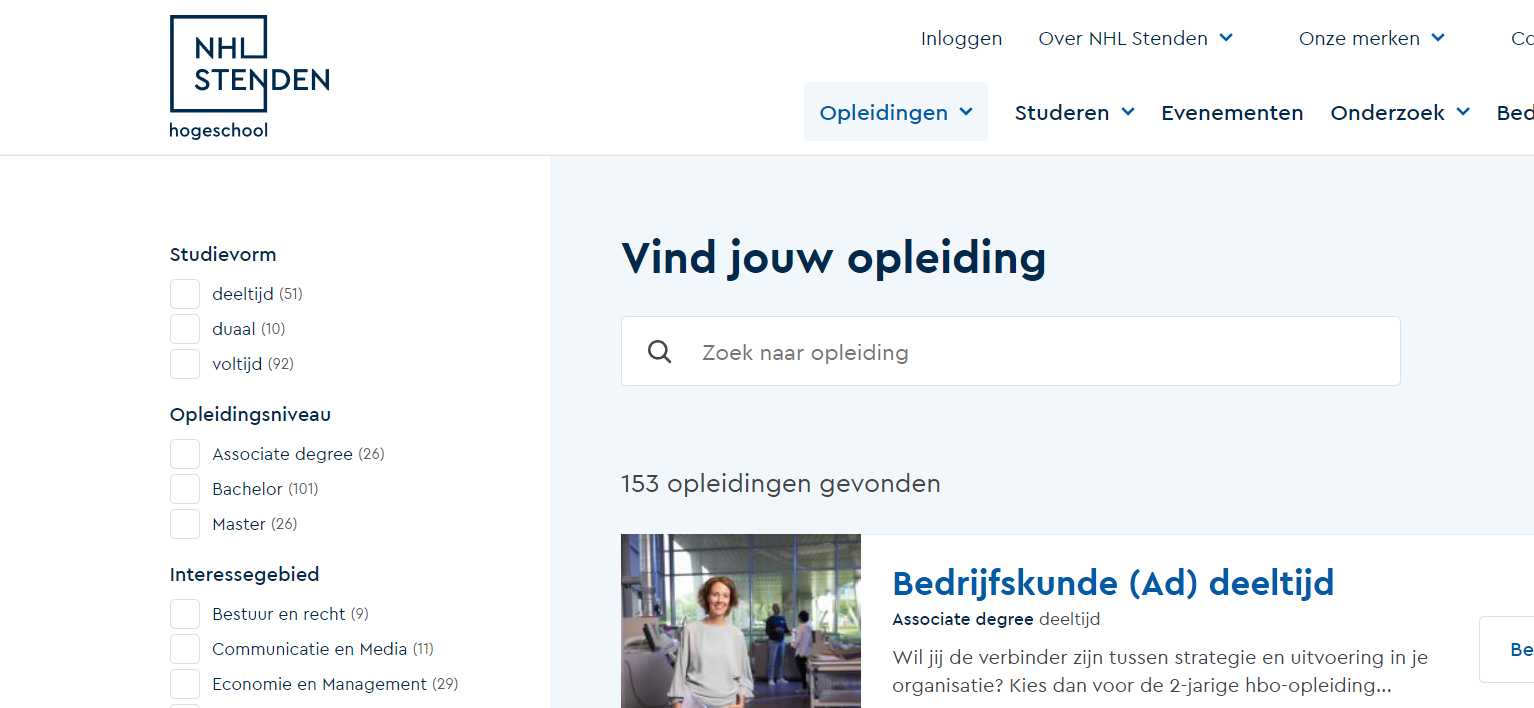 NHL
STENDEN
hogeschool
Inloggen
Over NHL Stenden
Onze merken
Opleidingen
Studeren
Evenementen
Onderzoek
Studievorm
deeltijd (51)
duaal (10)
voltijd (92)
Opleidingsniveau
Associate degree (26)
Bachelor (101)
Master (26)
Interessegebied
Bestuur en recht (9)
Communicatie en Media (11)
Economie en Management (29)
Vind jouw opleiding
Zoek naar opleiding
153 opleidingen gevonden
Bedrijfskunde (Ad) deeltijd
Associate degree deeltijd
Wil jij de verbinder zijn tussen strategie en uitvoering in je
organisatie? Kies dan voor de 2-jarige hbo-opleiding...